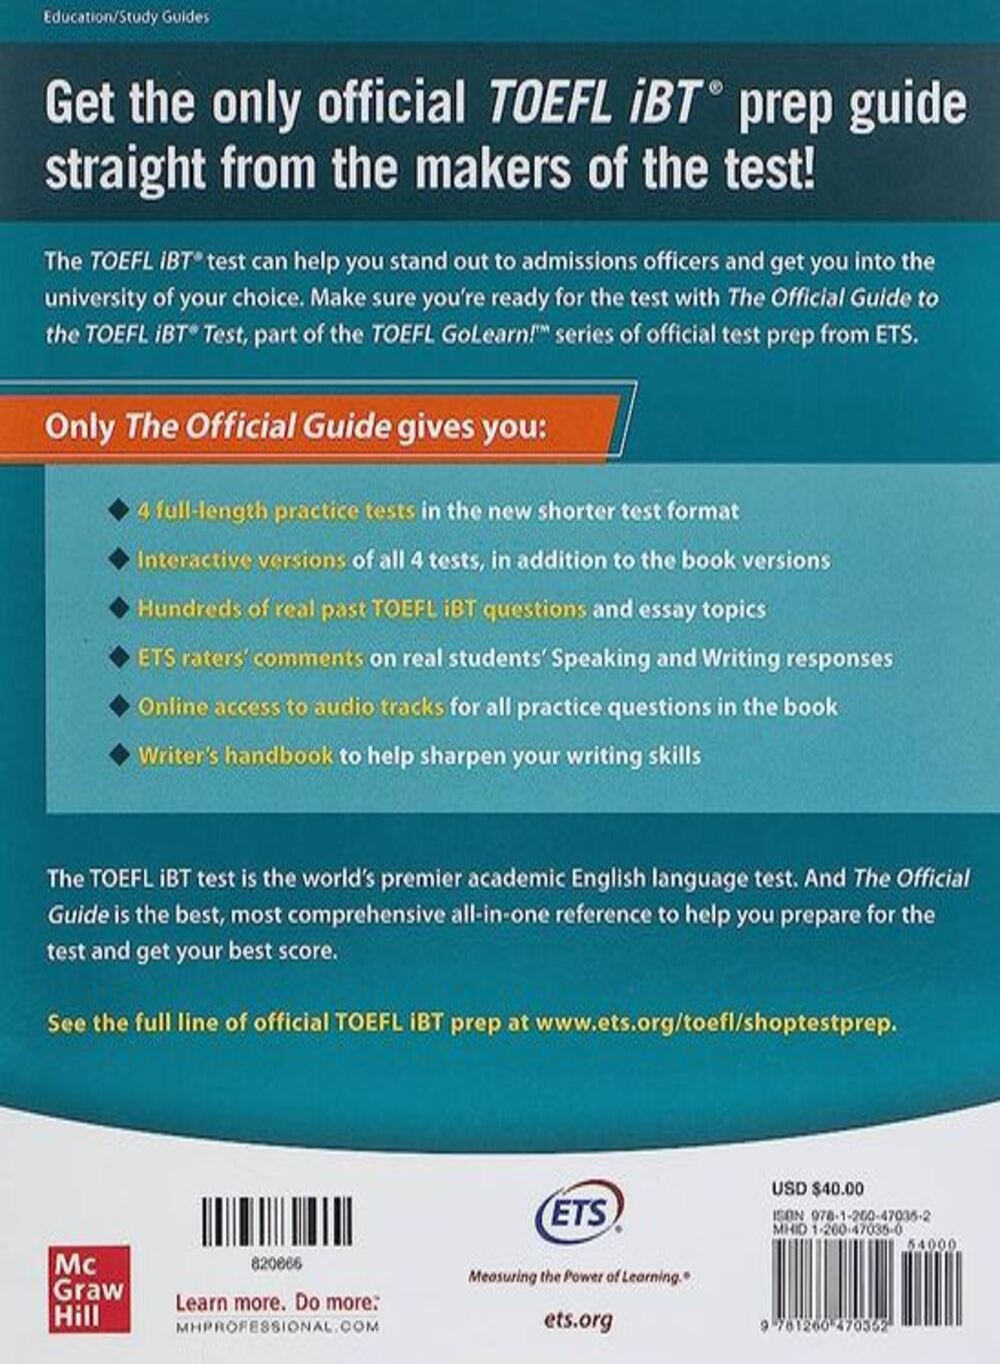 Education/Study Guides
Get the only official TOEFL iBT® prep guide
straight from the makers of the test!
The TOEFL iBT® test can help you stand out to admissions officers and get you into the
university of your choice. Make sure you're ready for the test with The Official Guide to
the TOEFL iBT® Test, part of the TOEFL GoLearn!™ series of official test prep from ETS.
Only The Official Guide gives you:
◆ 4 full-length practice tests in the new shorter test format
◆ Interactive versions of all 4 tests, in addition to the book versions
◆ Hundreds of real past TOEFL iBT questions and essay topics
◆ ETS raters' comments on real students' Speaking and Writing responses
◆ Online access to audio tracks for all practice questions in the book
◆ Writer's handbook to help sharpen your writing skills
The TOEFL iBT test is the world's premier academic English language test. And The Official
Guide is the best, most comprehensive all-in-one reference to help you prepare for the
test and get your best score.
See the full line of official TOEFL iBT prep at www.ets.org/toefl/shoptestprep.
Mc
Graw
Hill
820866
Learn more. Do more.™
MHPROFESSIONAL.COM
ETS®
Measuring the Power of Learning.®
ets.org
USD $40.00
ISBN 978-1-260-47035-2
MHID 1-260-47035-0
54000
9 781260 470352